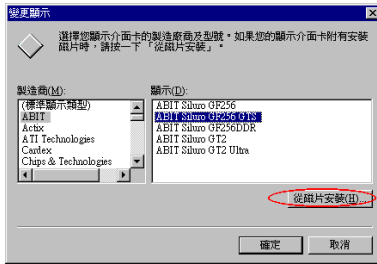 變更顯示
選擇您顯示介面卡的製造廠商及型號。如果您的顯示介面卡附有安裝
磁片時，請按一下「從磁片安裝」。
製造商(M):
(標準顯示類型)
ABIT
Actix
ATI Technologies
Cardex
Chips & Technologies
顯示(D):
ABIT Siluro GF256
ABIT Siluro GF256 GTS
ABIT Siluro GF256DDR
ABIT Siluro GT2
ABIT Siluro GT2 Ultra
從磁片安裝(H)...
確定
取消